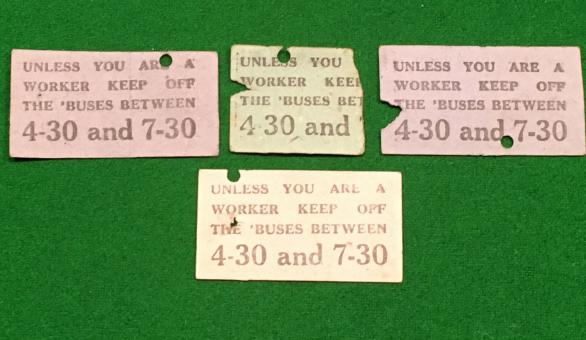 UNLESS YOU ARE A
WORKER KEEP OFF
THE 'BUSES BETWEEN
4-30 and 7-30
UNLESS YOU
WORKER KEE
THE 'BUSES BET
4 30 and
UNLESS YOU ARE A
WORKER KEEP OFF
THE 'BUSES BETWEEN
4-30 and 7-30
UNLESS YOU ARE A
WORKER KEEP OFF
THE 'BUSES BETWEEN
4-30 and 7-30